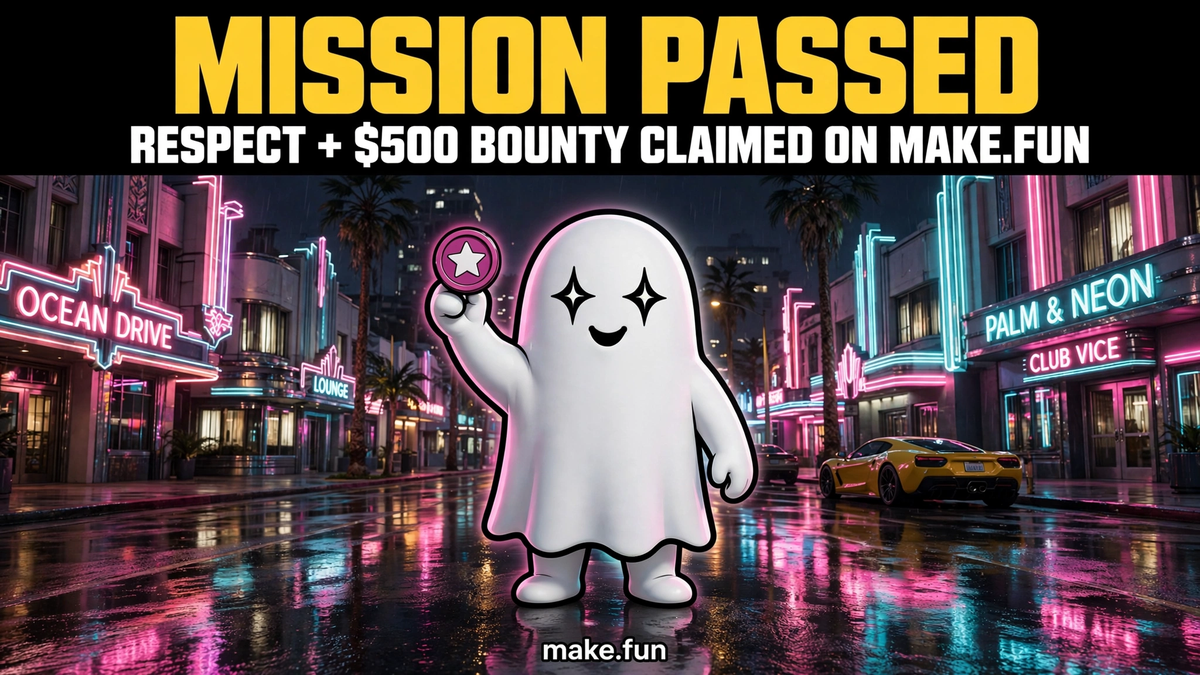 MISSION PASSED
RESPECT + $500 BOUNTY CLAIMED ON MAKE.FUN
OCEAN DRIVE
LOUNGE
PALM & NEON
CLUB VICE
make.fun